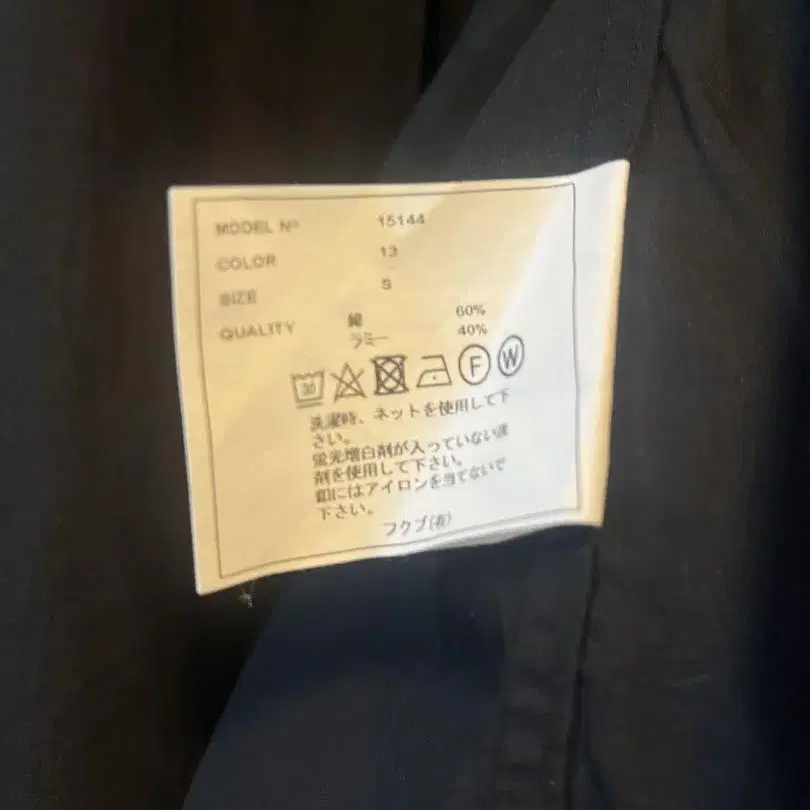 MODEL Nº 15144
COLOR 13
SIZE S
QUALITY 綿 60%
ラミー 40%
30 F W
洗濯時、ネットを使用して下
さい。
蛍光増白剤が入っていない洗
剤を使用して下さい。
釦にはアイロンを当てないで
下さい。
フクブ(有)